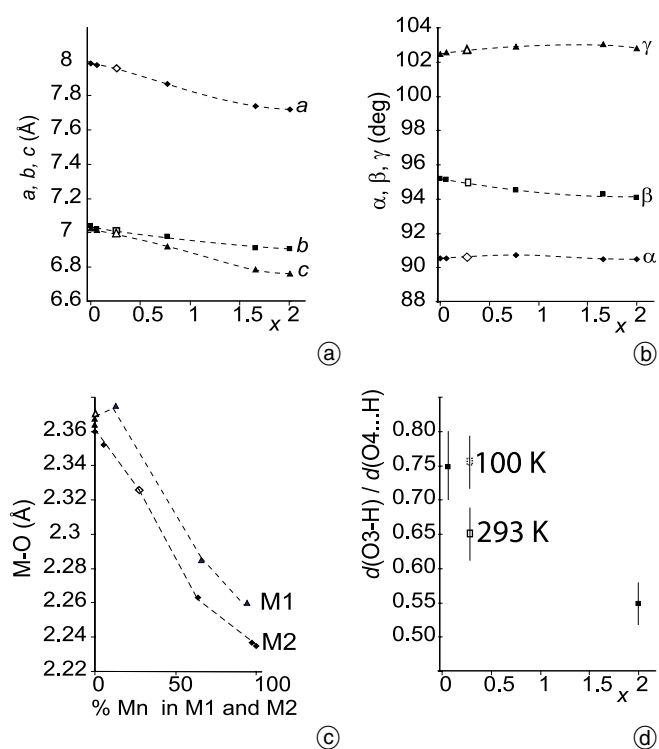 a, b, c (Å)
8
7.8
7.6
7.2
7
6.8
6.6
a
b
c
0
0.5
1
1.5
2
x
ⓐ
α, β, γ (deg)
104
102
100
98
96
94
92
90
88
γ
β
α
0
0.5
1
1.5
2
x
ⓑ
M-O (Å)
2.36
2.32
2.3
2.28
2.26
2.24
2.22
M1
M2
0
50
100
% Mn in M1 and M2
ⓒ
d(O3-H) / d(O4...H)
0.80
0.75
0.70
0.65
0.60
0.55
0.50
100 K
293 K
0
0.5
1
1.5
2
x
ⓓ